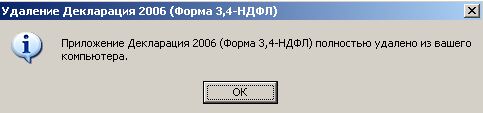 Удаление Декларация 2006 (Форма 3,4-НДФЛ)
Приложение Декларация 2006 (Форма 3,4-НДФЛ) полностью удалено из вашего
компьютера.
OK